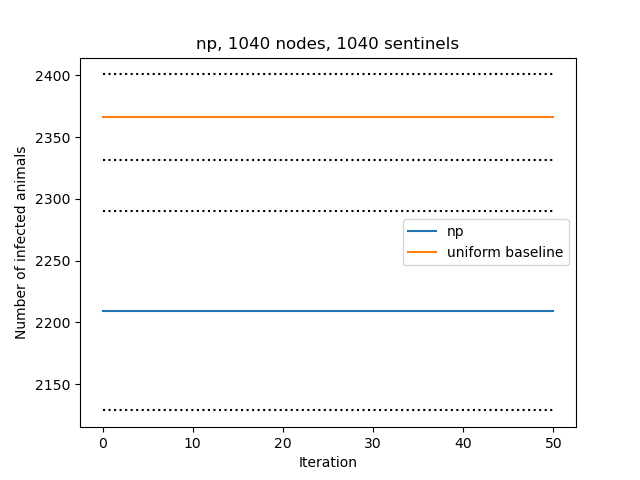 np, 1040 nodes, 1040 sentinels
Number of infected animals
2400
2350
2300
2250
2200
2150
np
uniform baseline
0 10 20 30 40 50
Iteration